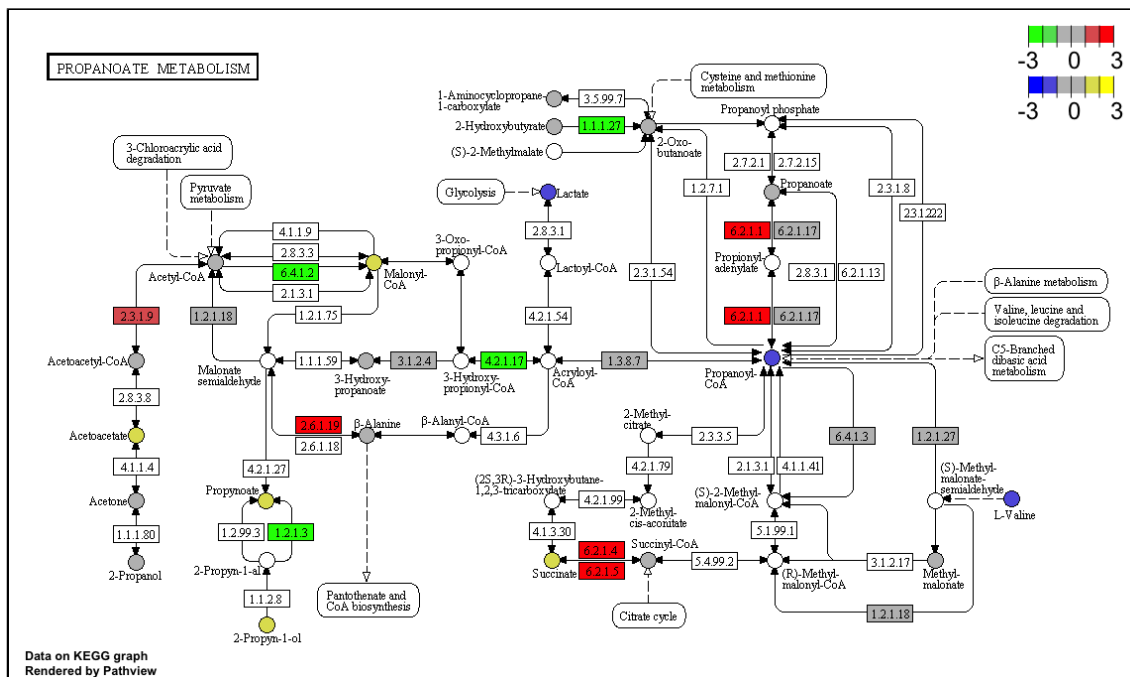 -3 0 3
-3 0 3
PROPANOATE METABOLISM
Cysteine and methionine
metabolism
1-Aminocyclopropane
1-carboxylate
3.5.99.7
Propanoyl phosphate
2-Hydroxybutyrate
1.1.1.27
2-Oxo-
butanoate
(S)-2-Methylmalate
3-Chloroacrylic acid
degradation
2.7.2.1
2.7.2.15
Pyruvate
metabolism
Glycolysis
Lactate
1.2.7.1
Propanoate
2.3.1.8
2.3.1.222
4.1.1.9
2.8.3.1
6.2.1.1
6.2.1.17
2.8.3.3
3-Oxo-
propionyl-CoA
Acetyl-CoA
6.4.1.2
Malonyl-
CoA
Lactoyl-CoA
2.3.1.54
Propionyl-
adenylate
2.8.3.1
6.2.1.13
2.1.3.1
β-Alanine metabolism
2.3.1.9
1.2.1.18
1.2.1.75
4.2.1.54
6.2.1.1
6.2.1.17
Valine, leucine and
isoleucine degradation
Acetoacetyl-CoA
Malonate
semialdehyde
1.1.1.59
3-Hydroxy-
propanoate
3.1.2.4
3-Hydroxy-
propionyl-CoA
4.2.1.17
Acryloyl-
CoA
1.3.8.7
Propanoyl-
CoA
C5-Branched
dibasic acid
metabolism
2.8.3.8
2.6.1.19
2.6.1.18
β-Alanine
β-Alanyl-CoA
4.3.1.6
2-Methyl-
citrate
2.3.3.5
6.4.1.3
1.2.1.27
Acetoacetate
4.1.1.4
4.2.1.27
4.2.1.79
2.1.3.1
4.1.1.41
Acetone
Propynoate
(2S,3R)-3-Hydroxybutane-
1,2,3-tricarboxylate
4.2.1.99
2-Methyl-
cis-aconitate
(S)-2-Methyl-
malonyl-CoA
(S)-Methyl-
malonate-
semialdehyde
L-Valine
1.1.1.80
1.2.99.3
1.2.1.3
4.1.3.30
5.1.99.1
2-Propanol
2-Propyn-1-al
Succinate
6.2.1.4
6.2.1.5
Succinyl-CoA
5.4.99.2
(R)-Methyl-
malonyl-CoA
3.1.2.17
Methyl-
malonate
1.1.2.8
Pantothenate and
CoA biosynthesis
Citrate cycle
1.2.1.18
2-Propyn-1-ol
Data on KEGG graph
Rendered by Pathview